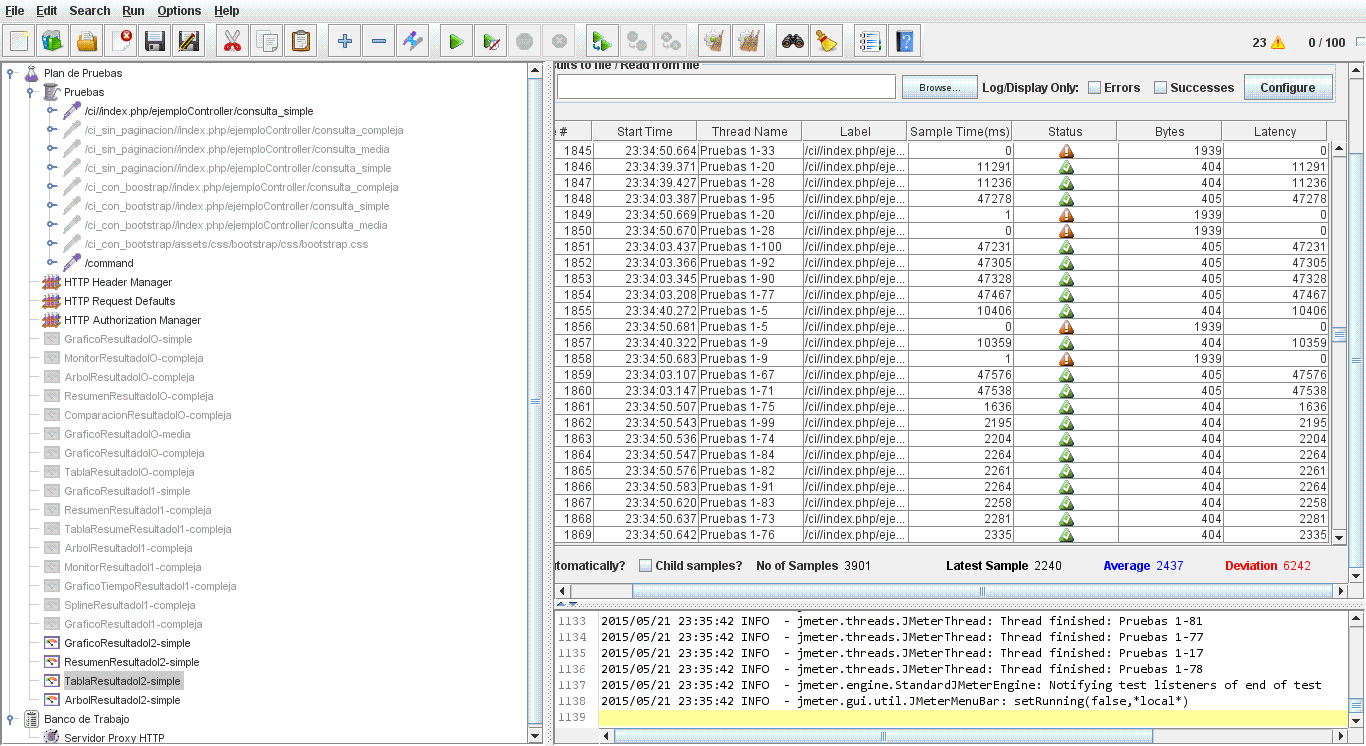 File Edit Search Run Options Help
23 0 / 100
Plan de Pruebas
Pruebas
/ci//index.php/ejemploController/consulta_simple
/ci_sin_paginacion//index.php/ejemploController/consulta_compleja
/ci_sin_paginacion//index.php/ejemploController/consulta_media
/ci_sin_paginacion//index.php/ejemploController/consulta_simple
/ci_con_boostrap//index.php/ejemploController/consulta_compleja
/ci_con_bootstrap//index.php/ejemploController/consulta_simple
/ci_con_bootstrap//index.php/ejemploController/consulta_media
/ci_con_bootstrap/assets/css/bootstrap/css/bootstrap.css
/command
HTTP Header Manager
HTTP Request Defaults
HTTP Authorization Manager
GraficoResultadoIO-simple
MonitorResultadoIO-compleja
ArbolResultadoIO-compleja
ResumenResultadoIO-compleja
ComparacionResultadoIO-compleja
GraficoResultadoIO-media
GraficoResultadoIO-compleja
TablaResultadoIO-compleja
GraficoResultadoI1-simple
ResumenResultadoI1-compleja
TablaResumeResultadoI1-compleja
ArbolResultadoI1-compleja
MonitorResultadoI1-compleja
GraficoTiempoResultadoI1-compleja
SplineResultadoI1-compleja
GraficoResultadoI1-compleja
GraficoResultadoI2-simple
ResumenResultadoI2-simple
TablaResultadoI2-simple
ArbolResultadoI2-simple
Banco de Trabajo
Servidor Proxy HTTP
ults to file / Read from file
Browse... Log/Display Only: Errors Successes Configure
e # Start Time Thread Name Label Sample Time(ms) Status Bytes Latency
1845 23:34:50.664 Pruebas 1-33 /ci//index.php/eje... 0 1939 0
1846 23:34:39.371 Pruebas 1-20 /ci//index.php/eje... 11291 404 11291
1847 23:34:39.427 Pruebas 1-28 /ci//index.php/eje... 11236 404 11236
1848 23:34:03.387 Pruebas 1-95 /ci//index.php/eje... 47278 405 47278
1849 23:34:50.669 Pruebas 1-20 /ci//index.php/eje... 1 1939 0
1850 23:34:50.670 Pruebas 1-28 /ci//index.php/eje... 0 1939 0
1851 23:34:03.437 Pruebas 1-100 /ci//index.php/eje... 47231 405 47231
1852 23:34:03.366 Pruebas 1-92 /ci//index.php/eje... 47305 405 47305
1853 23:34:03.345 Pruebas 1-90 /ci//index.php/eje... 47328 405 47328
1854 23:34:03.208 Pruebas 1-77 /ci//index.php/eje... 47467 405 47467
1855 23:34:40.272 Pruebas 1-5 /ci//index.php/eje... 10406 404 10406
1856 23:34:50.681 Pruebas 1-5 /ci//index.php/eje... 0 1939 0
1857 23:34:40.322 Pruebas 1-9 /ci//index.php/eje... 10359 404 10359
1858 23:34:50.683 Pruebas 1-9 /ci//index.php/eje... 1 1939 0
1859 23:34:03.107 Pruebas 1-67 /ci//index.php/eje... 47576 405 47576
1860 23:34:03.147 Pruebas 1-71 /ci//index.php/eje... 47538 405 47538
1861 23:34:50.507 Pruebas 1-75 /ci//index.php/eje... 1636 404 1636
1862 23:34:50.543 Pruebas 1-99 /ci//index.php/eje... 2195 404 2195
1863 23:34:50.536 Pruebas 1-74 /ci//index.php/eje... 2204 404 2204
1864 23:34:50.547 Pruebas 1-84 /ci//index.php/eje... 2264 404 2264
1865 23:34:50.576 Pruebas 1-82 /ci//index.php/eje... 2261 404 2261
1866 23:34:50.583 Pruebas 1-91 /ci//index.php/eje... 2264 404 2264
1867 23:34:50.620 Pruebas 1-83 /ci//index.php/eje... 2258 404 2258
1868 23:34:50.637 Pruebas 1-73 /ci//index.php/eje... 2281 404 2281
1869 23:34:50.642 Pruebas 1-76 /ci//index.php/eje... 2335 404 2335
utomatically? Child samples? No of Samples 3901 Latest Sample 2240 Average 2437 Deviation 6242
1133 2015/05/21 23:35:42 INFO - jmeter.threads.JMeterThread: Thread finished: Pruebas 1-81
1134 2015/05/21 23:35:42 INFO - jmeter.threads.JMeterThread: Thread finished: Pruebas 1-77
1135 2015/05/21 23:35:42 INFO - jmeter.threads.JMeterThread: Thread finished: Pruebas 1-17
1136 2015/05/21 23:35:42 INFO - jmeter.threads.JMeterThread: Thread finished: Pruebas 1-78
1137 2015/05/21 23:35:42 INFO - jmeter.engine.StandardJMeterEngine: Notifying test listeners of end of test
1138 2015/05/21 23:35:42 INFO - jmeter.gui.util.JMeterMenuBar: setRunning(false,*local*)
1139